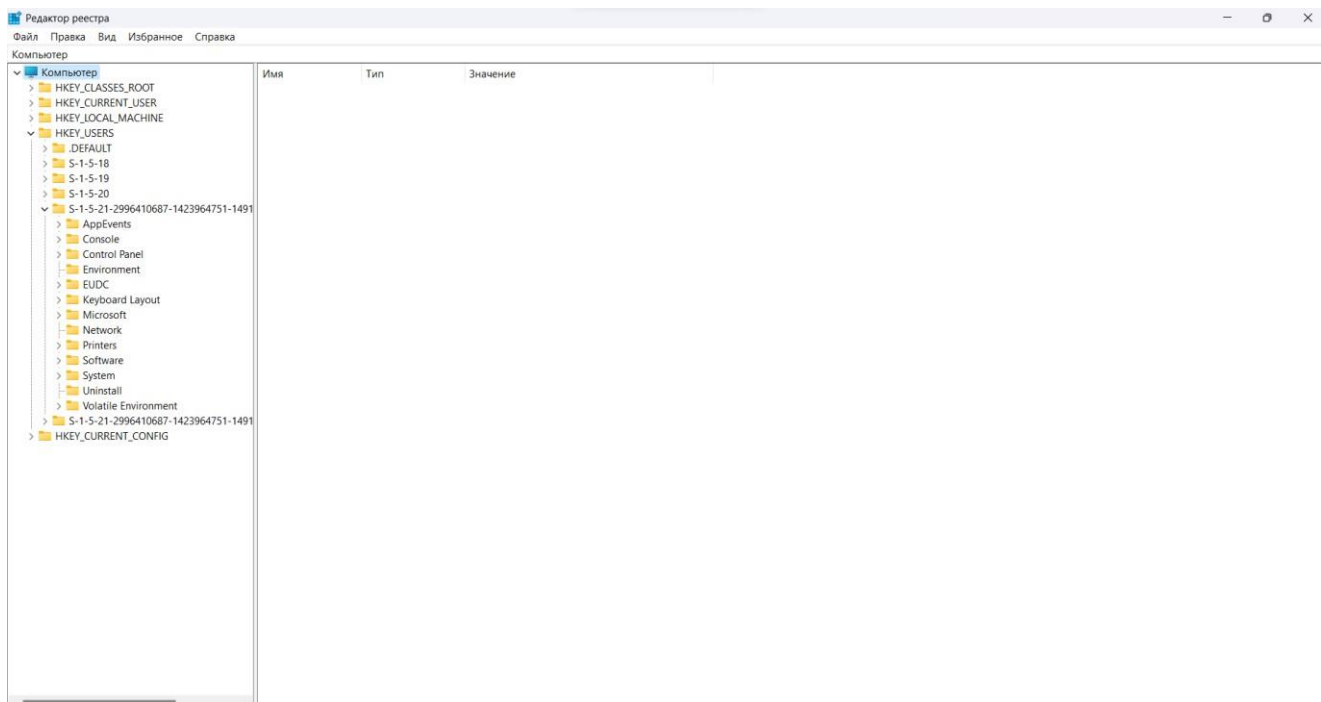 Редактор реестра
Файл Правка Вид Избранное Справка
Компьютер
Компьютер
HKEY_CLASSES_ROOT
HKEY_CURRENT_USER
HKEY_LOCAL_MACHINE
HKEY_USERS
.DEFAULT
S-1-5-18
S-1-5-19
S-1-5-20
S-1-5-21-2996410687-1423964751-1491
AppEvents
Console
Control Panel
Environment
EUDC
Keyboard Layout
Microsoft
Network
Printers
Software
System
Uninstall
Volatile Environment
S-1-5-21-2996410687-1423964751-1491
HKEY_CURRENT_CONFIG
Имя Тип Значение